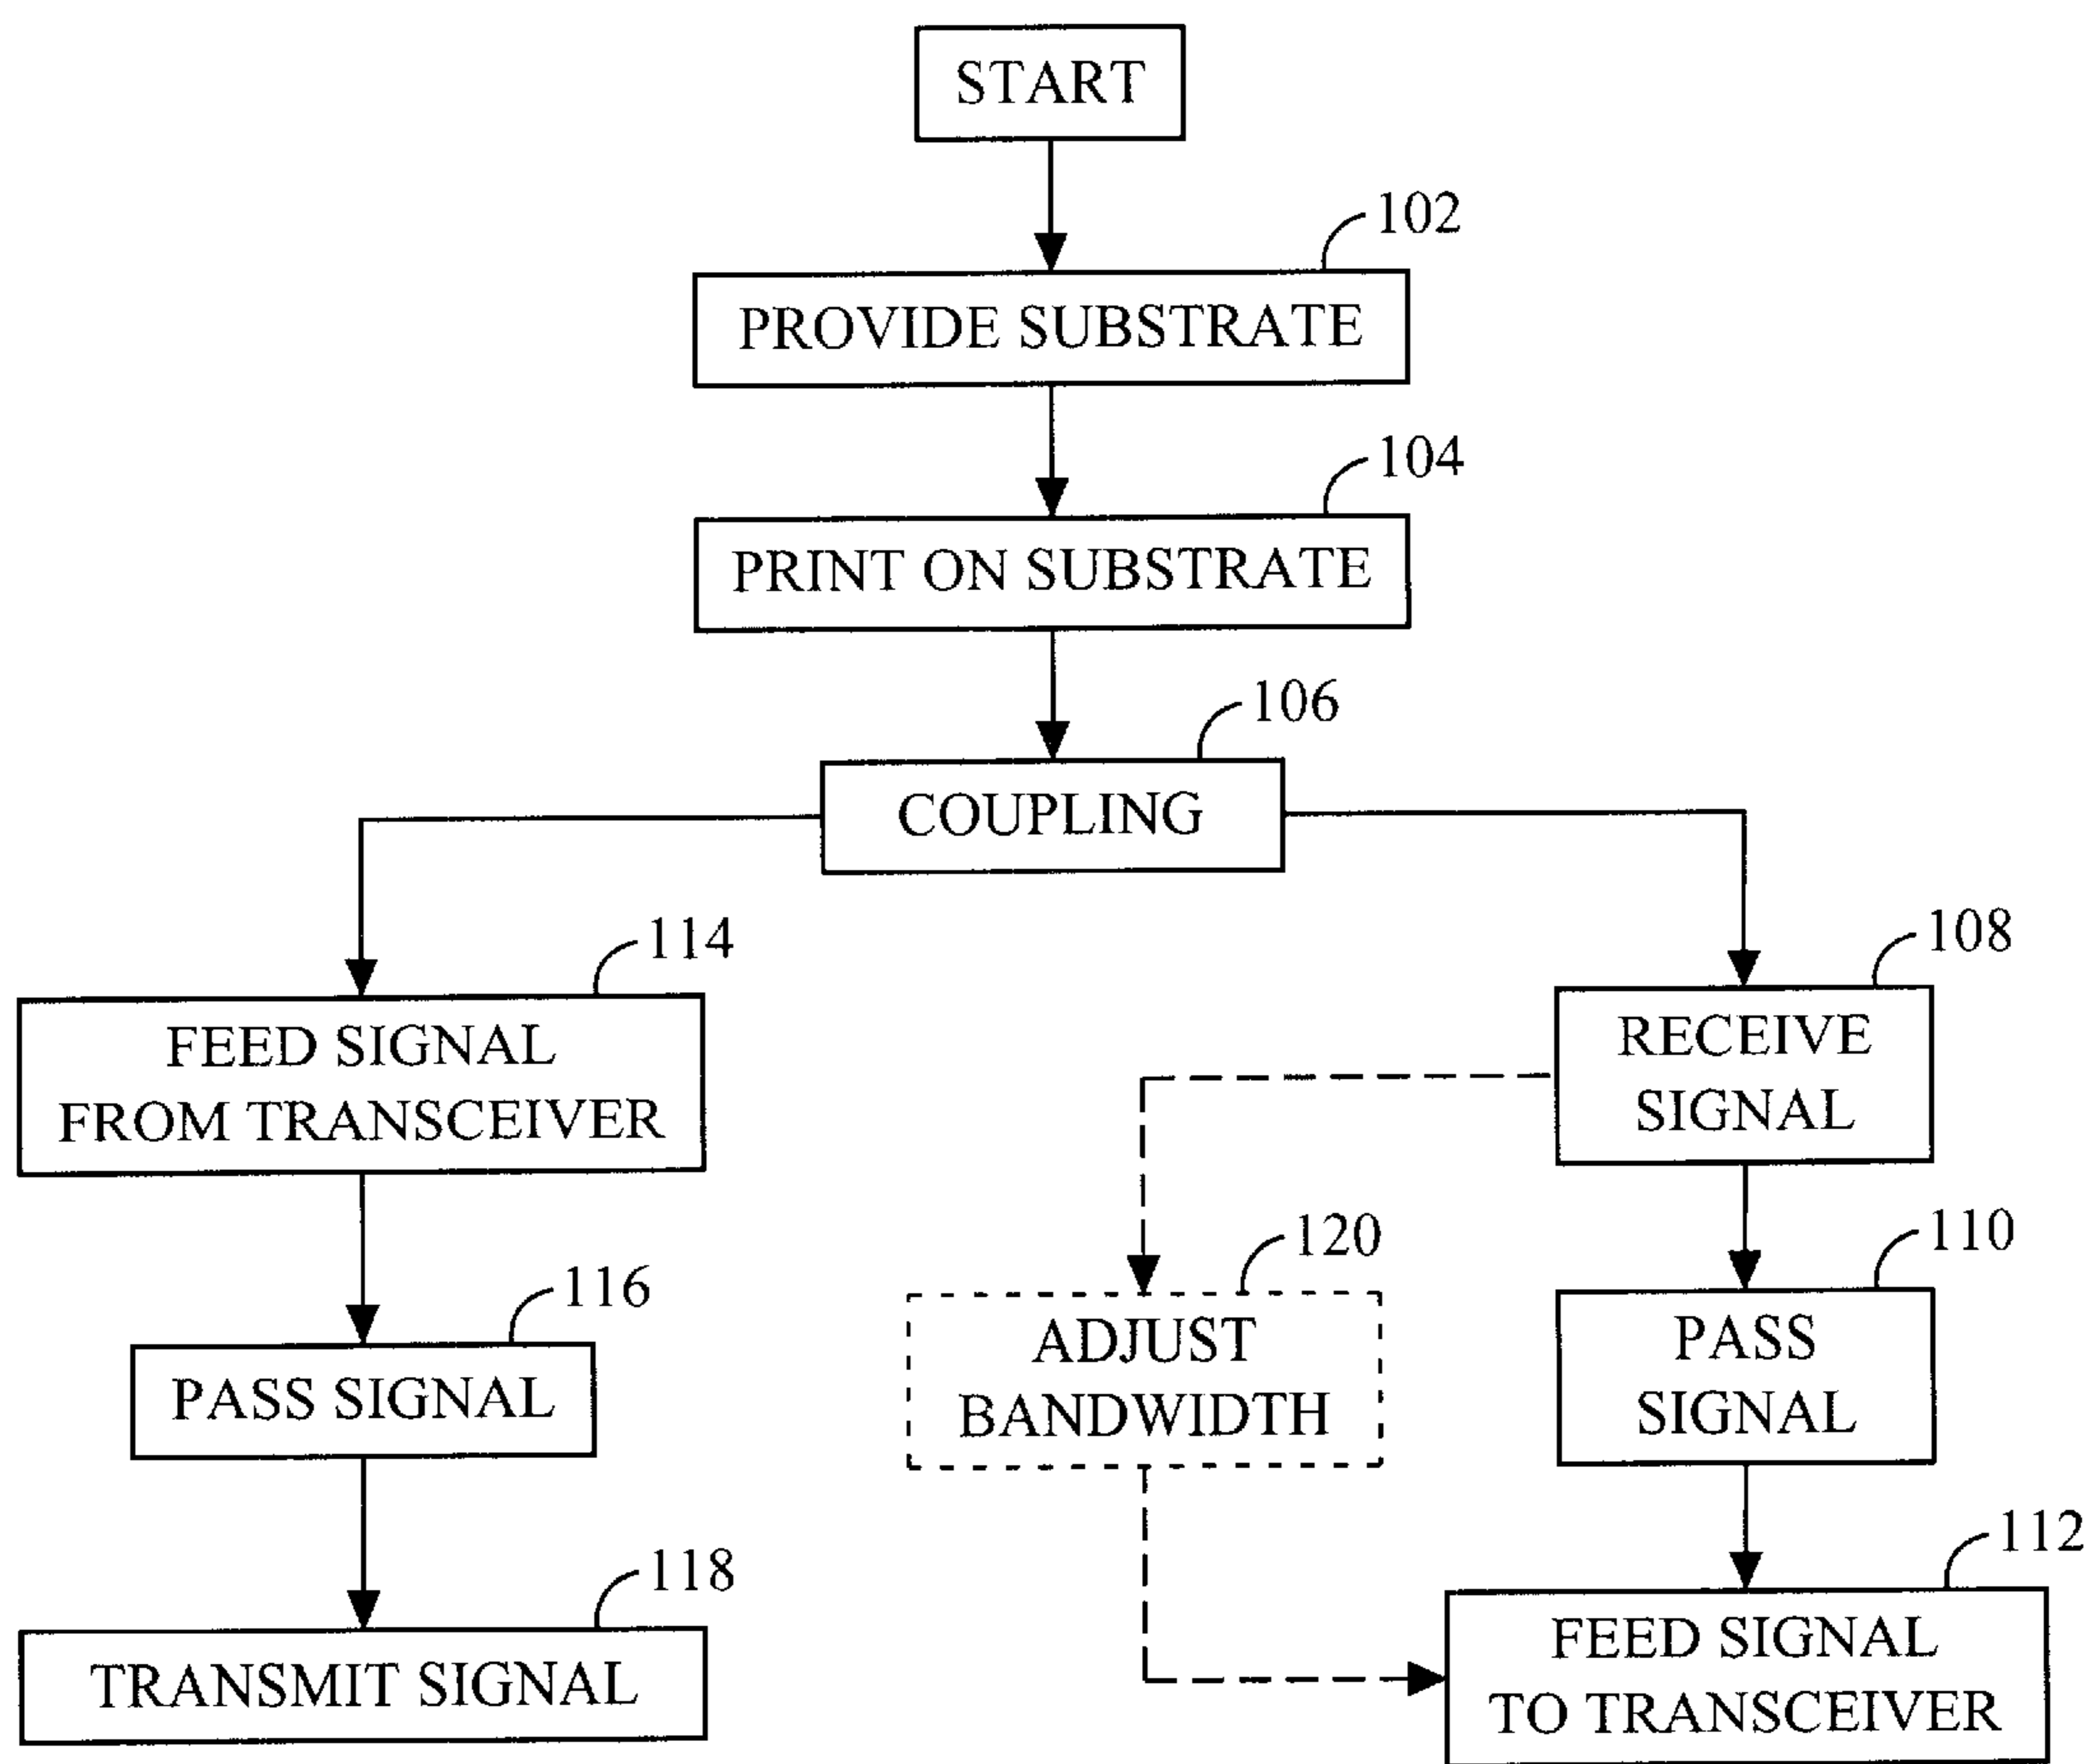 START
102
PROVIDE SUBSTRATE
104
PRINT ON SUBSTRATE
106
COUPLING
114
FEED SIGNAL
FROM TRANSCEIVER
108
RECEIVE
SIGNAL
116
PASS SIGNAL
120
ADJUST
BANDWIDTH
110
PASS
SIGNAL
118
TRANSMIT SIGNAL
112
FEED SIGNAL
TO TRANSCEIVER